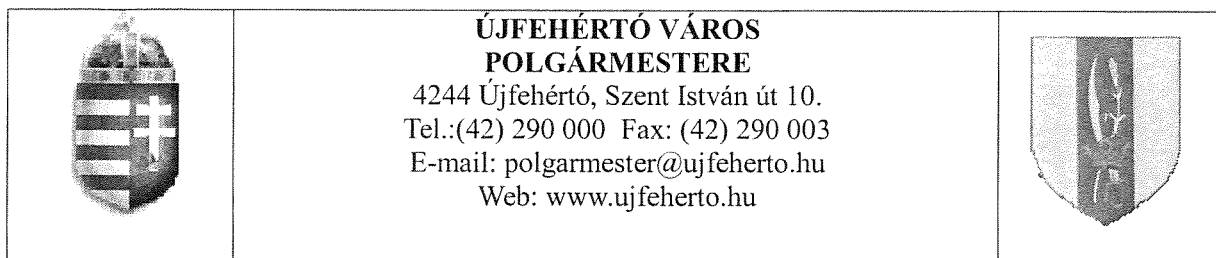 ÚJFEHÉRTÓ VÁROS
POLGÁRMESTERE
4244 Újfehértó, Szent István út 10.
Tel.:(42) 290 000 Fax: (42) 290 003
E-mail: polgarmester@ujfeherto.hu
Web: www.ujfeherto.hu